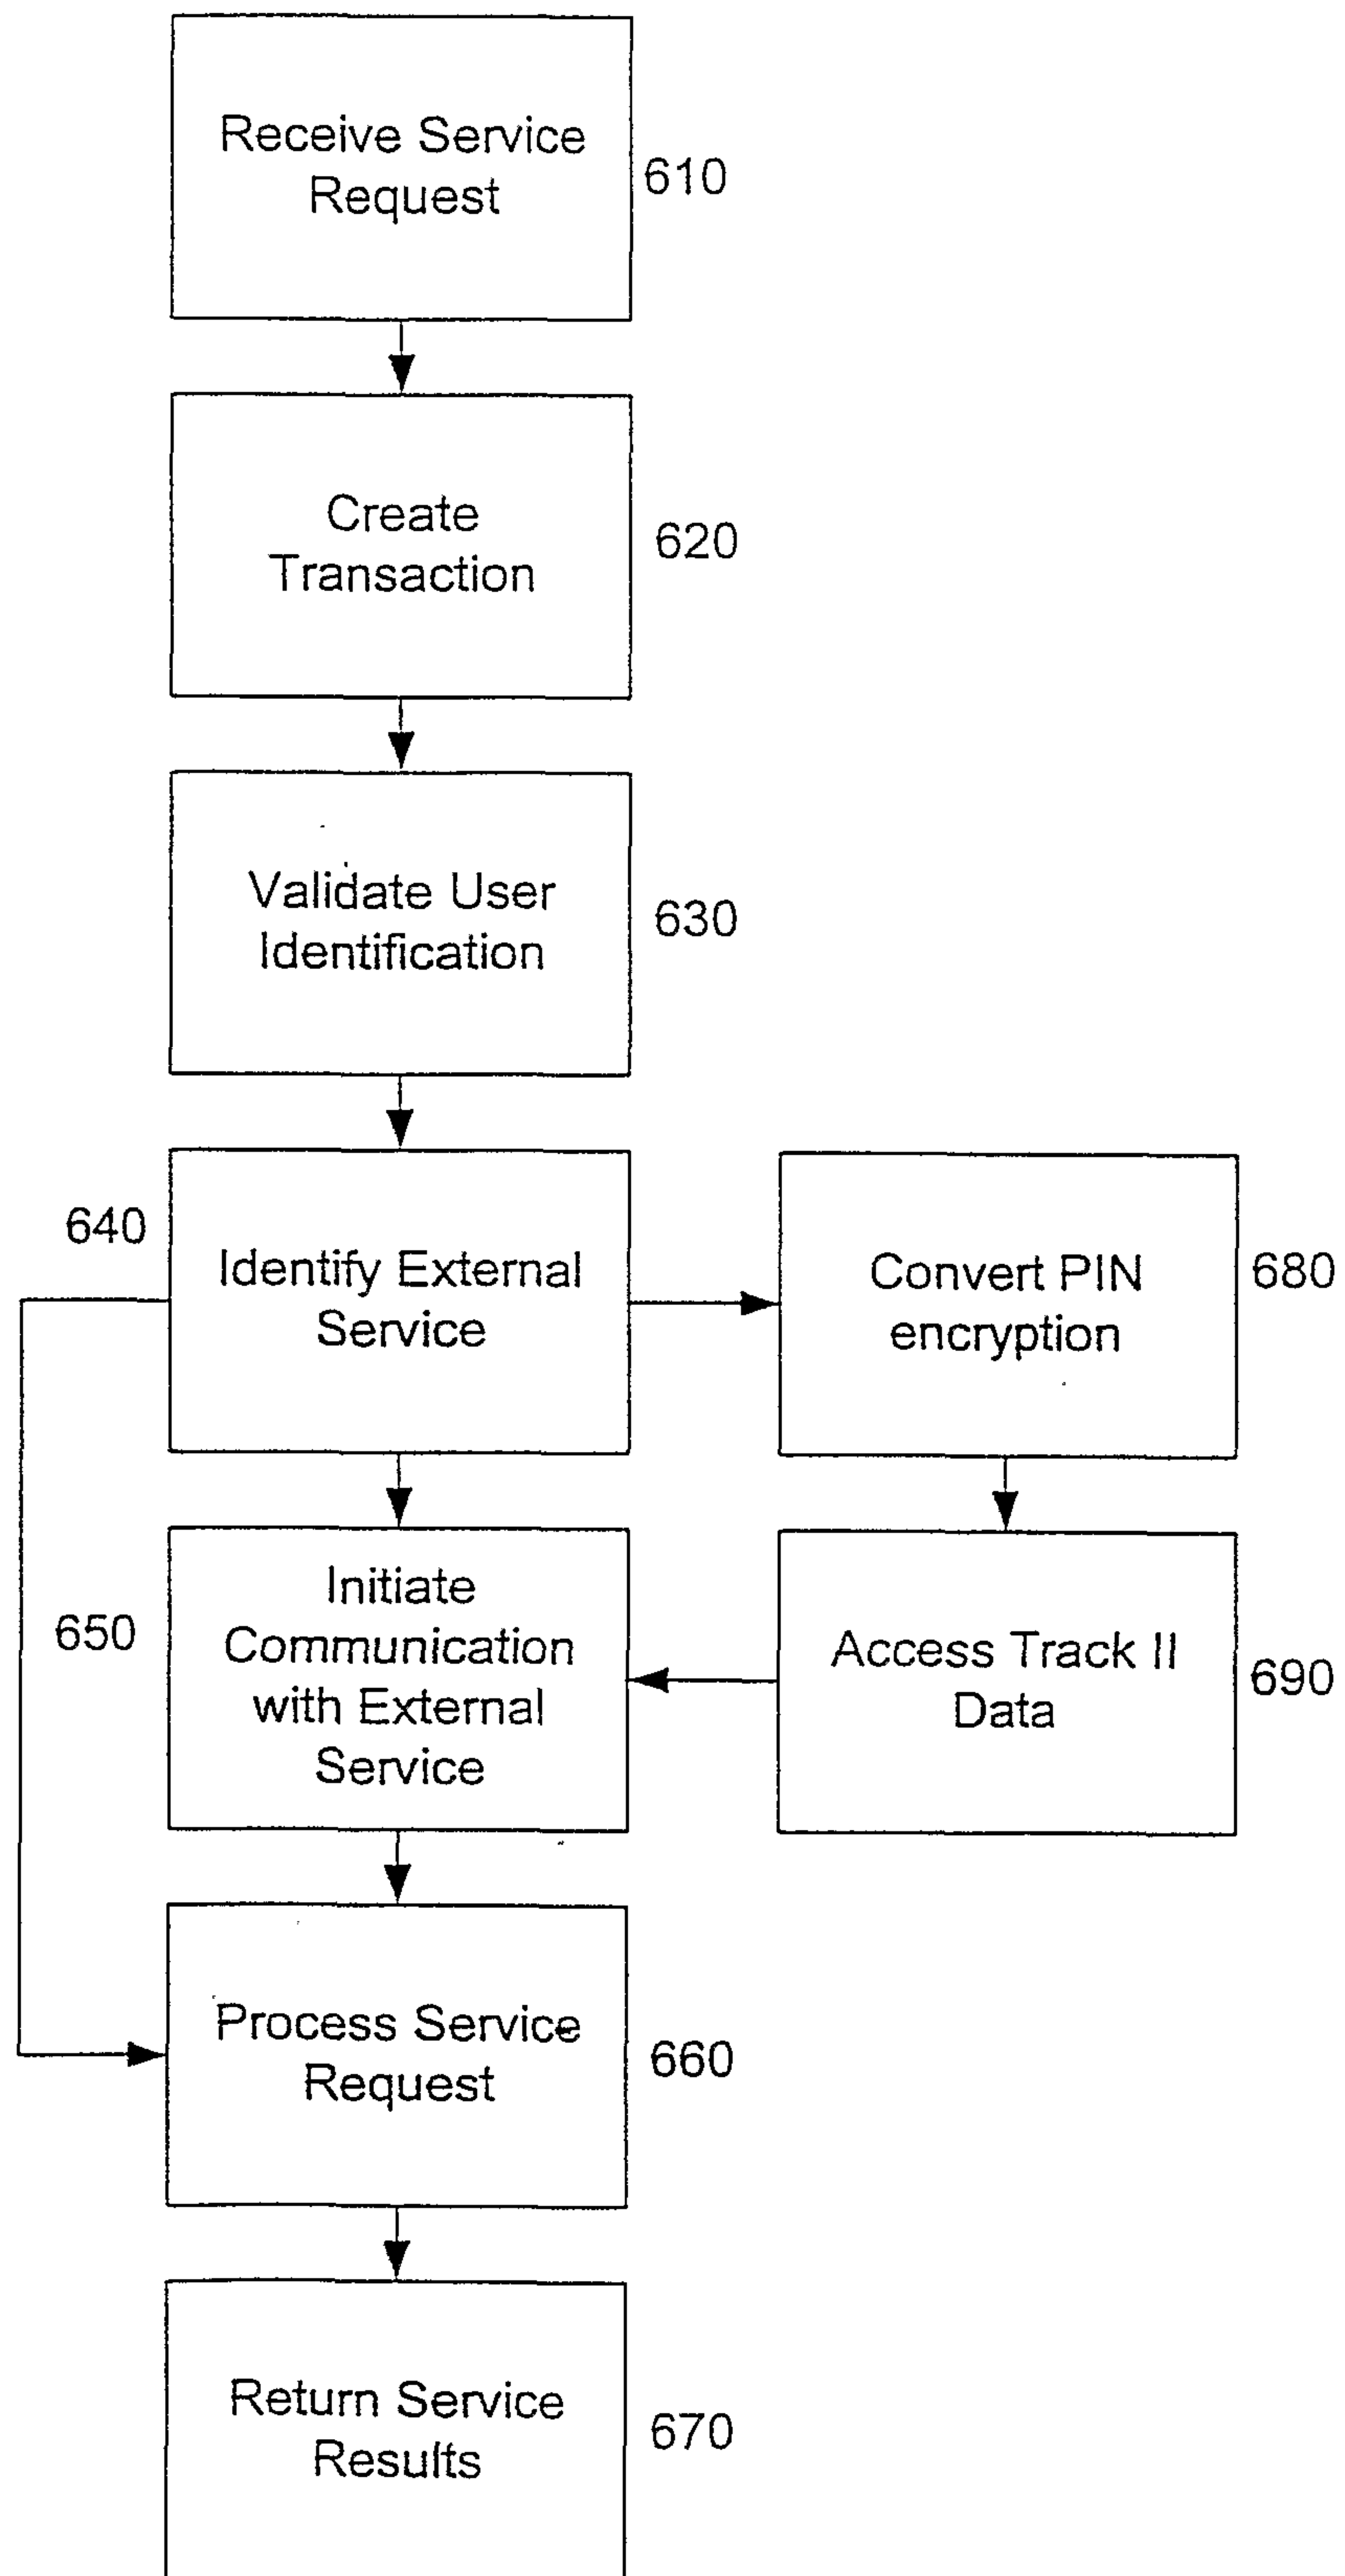 Receive Service
Request
610
Create
Transaction
620
Validate User
Identification
630
640
Identify External
Service
Convert PIN
encryption
680
650
Initiate
Communication
with External
Service
Access Track II
Data
690
Process Service
Request
660
Return Service
Results
670